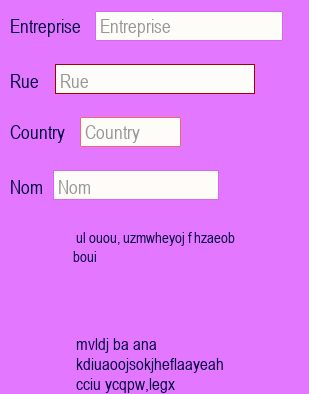 Entreprise Entreprise
Rue Rue
Country Country
Nom Nom
ul ouou, uzmwheyoj f hzaeob
boui
mvldj ba ana
kdiuaoojsokjheflaayeah
cciu ycqpw,legx